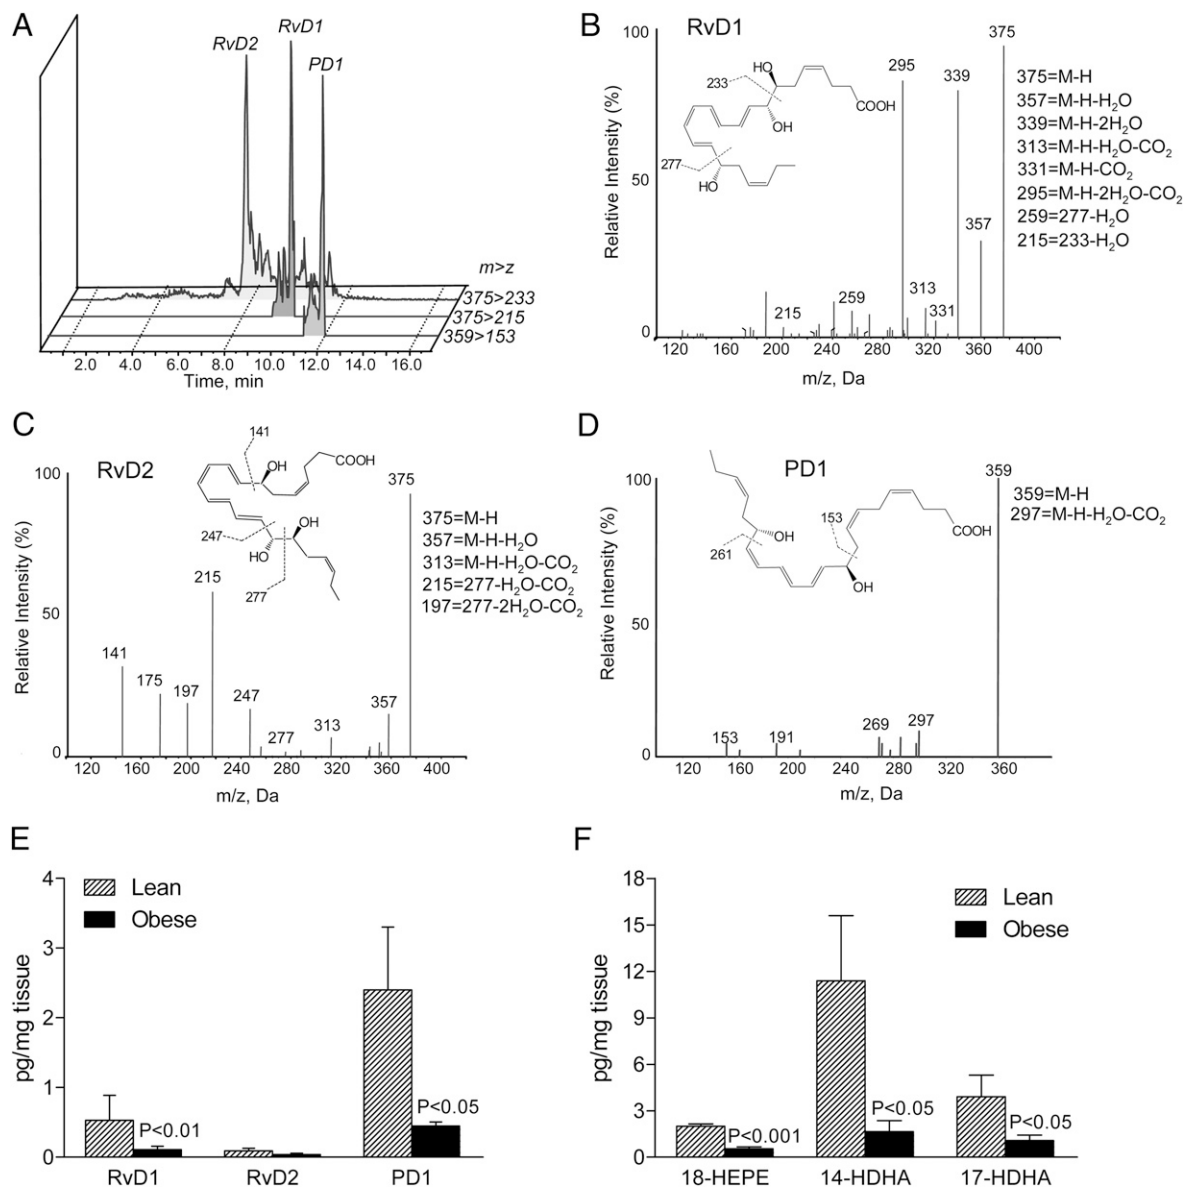 A
RvD2
RvD1
PD1
m>z
375>233
375>215
359>153
2.0 4.0 6.0 8.0 10.0 12.0 14.0 16.0
Time, min
B
RvD1
Relative Intensity (%)
100
50
0
HO
233
COOH
OH
277
HO
215
259
295
313
331
339
357
375
120 160 200 240 280 320 360 400
m/z, Da
375=M-H
357=M-H-H2O
339=M-H-2H2O
313=M-H-H2O-CO2
331=M-H-CO2
295=M-H-2H2O-CO2
259=277-H2O
215=233-H2O
C
RvD2
Relative Intensity (%)
100
50
0
141
OH
COOH
247
OH
HO
277
141
175
197
215
247
277
313
357
375
120 160 200 240 280 320 360 400
m/z, Da
375=M-H
357=M-H-H2O
313=M-H-H2O-CO2
215=277-H2O-CO2
197=277-2H2O-CO2
D
PD1
Relative Intensity (%)
100
50
0
153
COOH
OH
261
OH
153
191
269
297
359
120 160 200 240 280 320 360
m/z, Da
359=M-H
297=M-H-H2O-CO2
E
pg/mg tissue
4
3
2
1
0
Lean
Obese
P<0.01
P<0.05
RvD1 RvD2 PD1
F
pg/mg tissue
18
15
12
9
6
3
0
Lean
Obese
P<0.001
P<0.05
P<0.05
18-HEPE 14-HDHA 17-HDHA